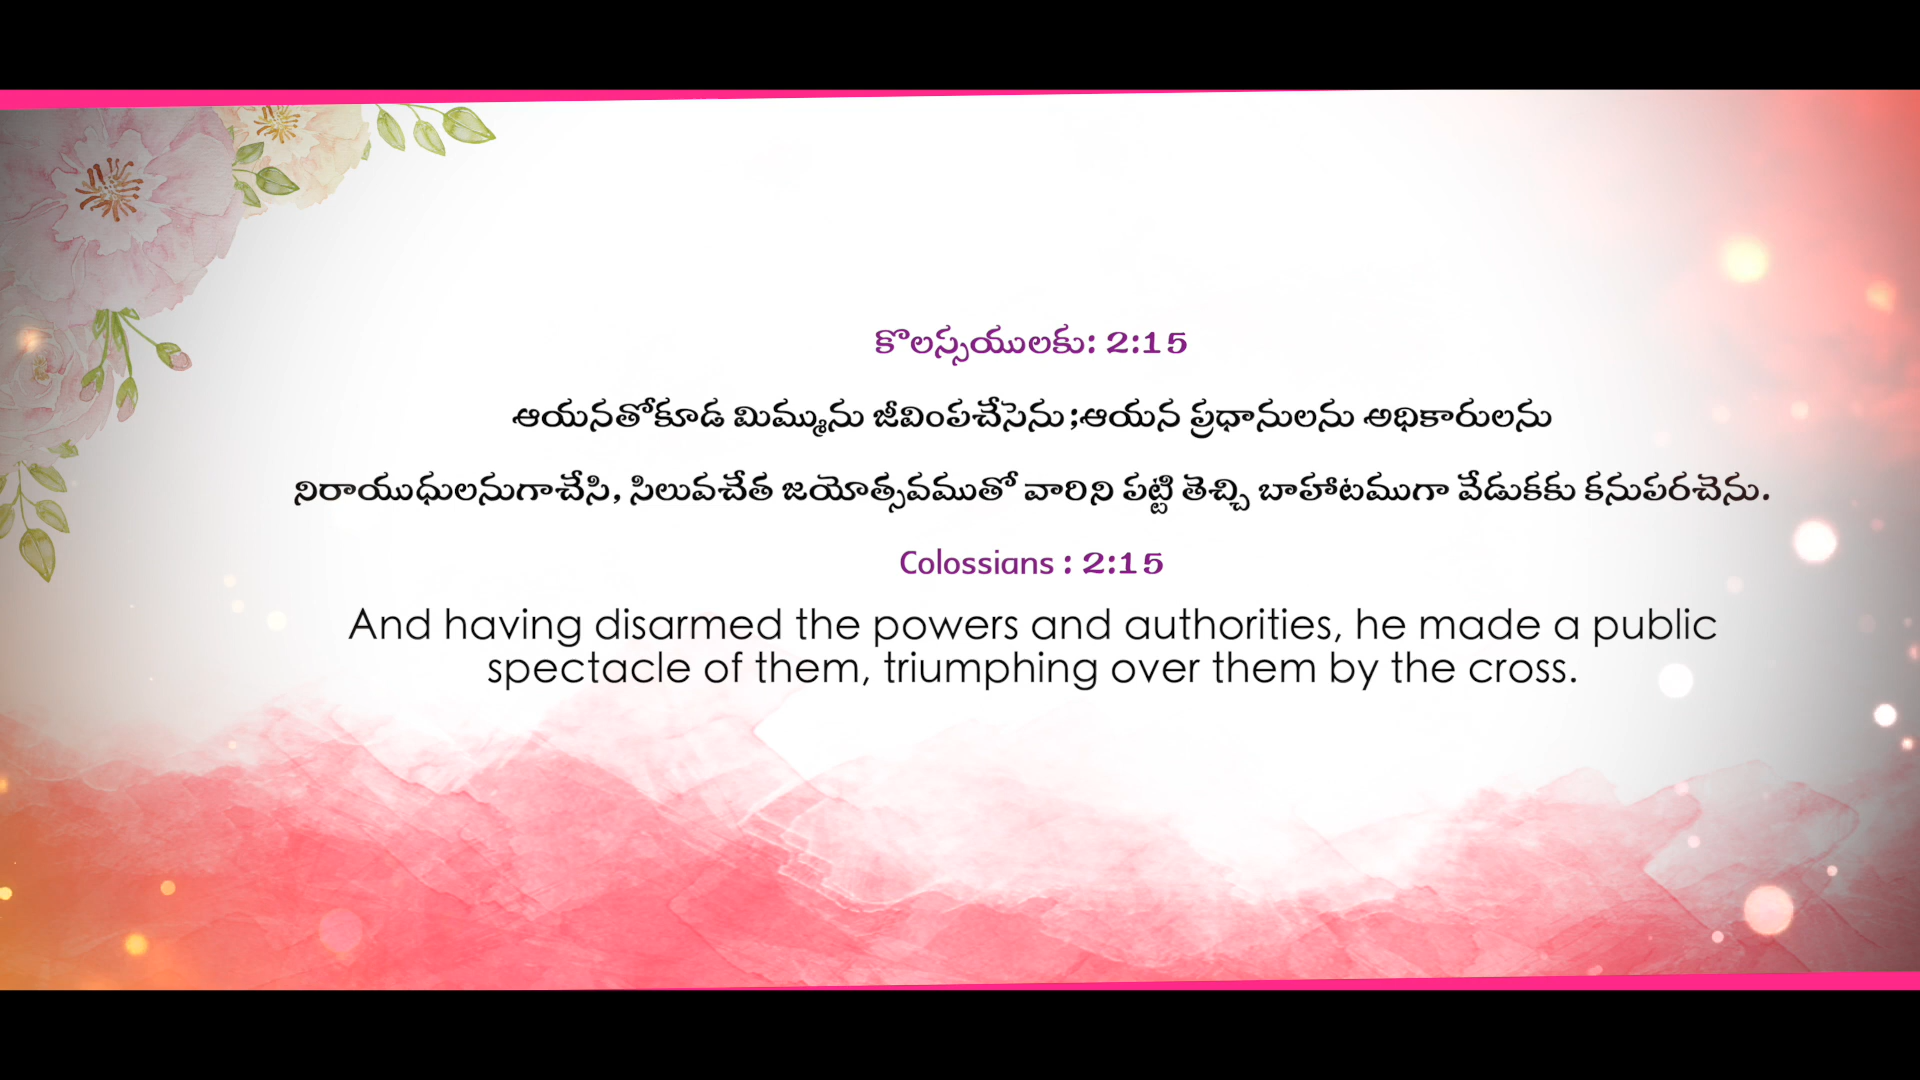 కొలస్సయులకు: 2:15
ఆయనతోకూడ మిమ్మును జీవింపచేసెను;ఆయన ప్రధానులను అధికారులను
నిరాయుధులనుగాచేసి, సిలువచేత జయోత్సవముతో వారిని పట్టి తెచ్చి బాహాటముగా వేడుకకు కనుపరచెను.
Colossians : 2:15
And having disarmed the powers and authorities, he made a public
spectacle of them, triumphing over them by the cross.